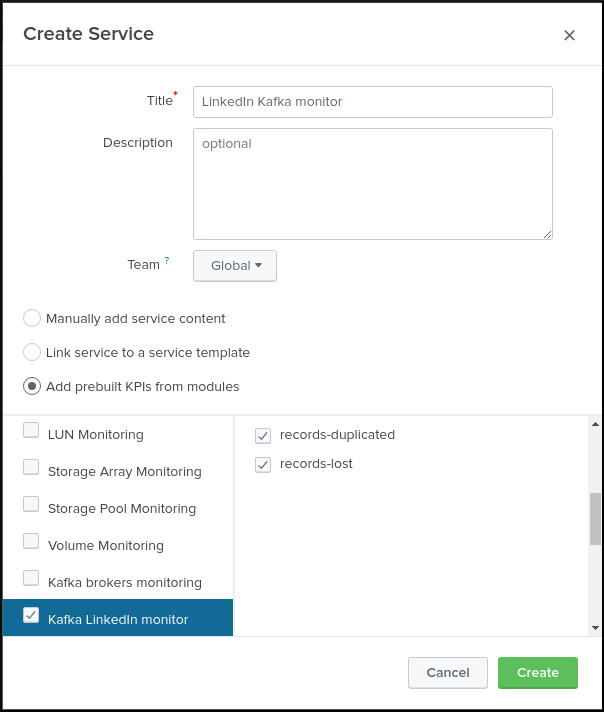 Create Service
Title*
LinkedIn Kafka monitor
Description
optional
Team ?
Global
Manually add service content
Link service to a service template
Add prebuilt KPIs from modules
LUN Monitoring
Storage Array Monitoring
Storage Pool Monitoring
Volume Monitoring
Kafka brokers monitoring
Kafka LinkedIn monitor
records-duplicated
records-lost
Cancel
Create